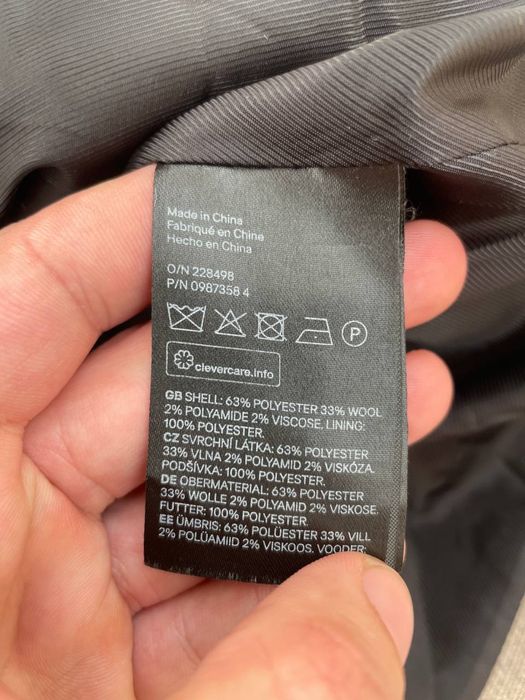 Made in China
Fabriqué en Chine
Hecho en China
O/N 228498
P/N 0987358 4
P
clevercare.info
GB SHELL: 63% POLYESTER 33% WOOL
2% POLYAMIDE 2% VISCOSE. LINING:
100% POLYESTER.
CZ SVRCHNÍ LÁTKA: 63% POLYESTER
33% VLNA 2% POLYAMID 2% VISKÓZA.
PODŠÍVKA: 100% POLYESTER.
DE OBERMATERIAL: 63% POLYESTER
33% WOLLE 2% POLYAMID 2% VISKOSE.
FUTTER: 100% POLYESTER.
EE ÜMBRIS: 63% POLÜESTER 33% VILL
2% POLÜAMIID 2% VISKOOS. VOODER: